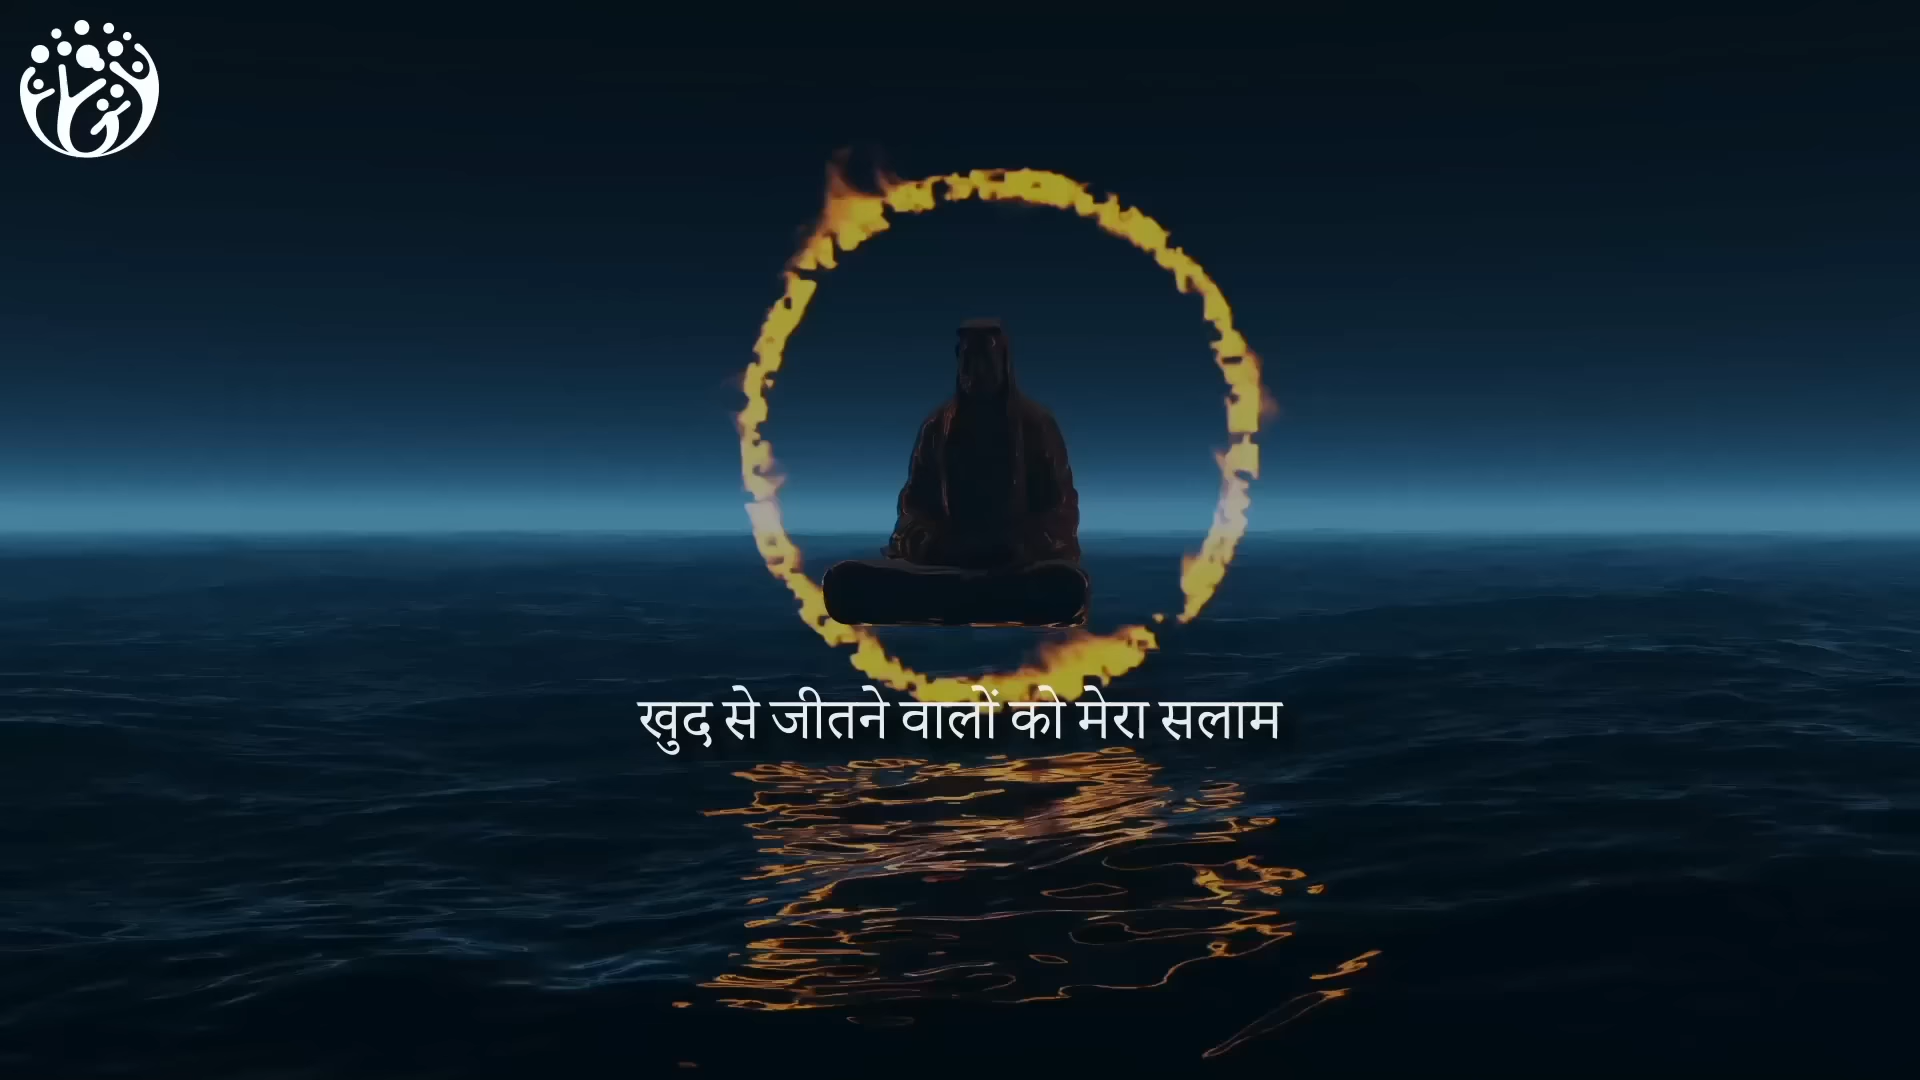 खुद से जीतने वालों को मेरा सलाम